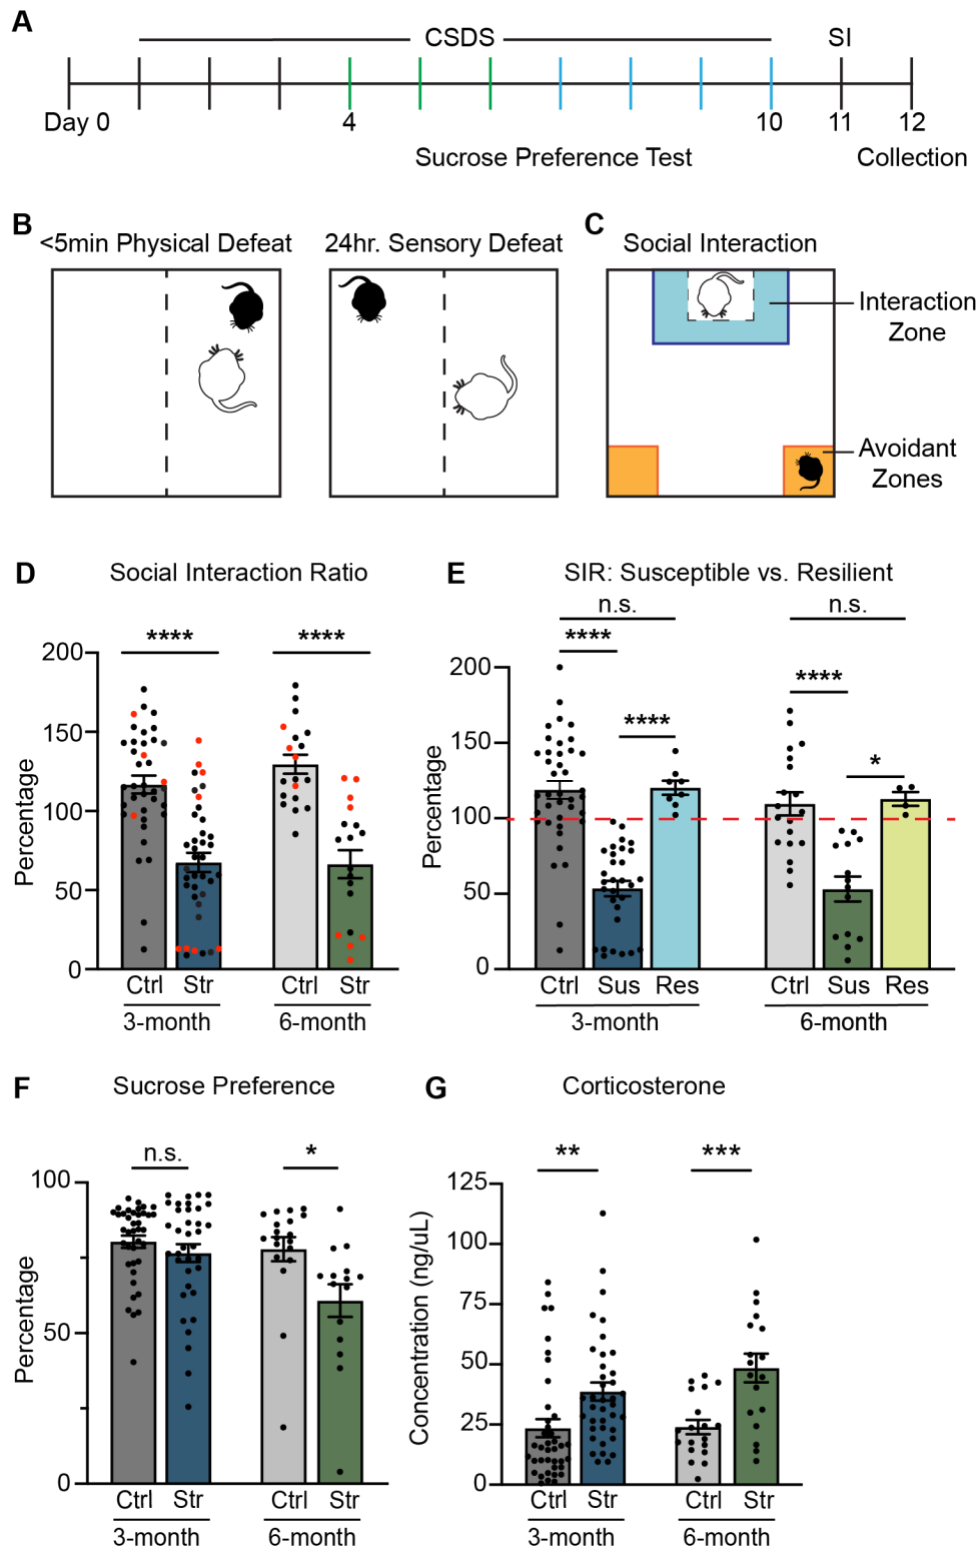 A
CSDS
SI
Day 0
4
10
11
12
Sucrose Preference Test
Collection
B
<5min Physical Defeat
24hr. Sensory Defeat
C
Social Interaction
Interaction
Zone
Avoidant
Zones
D
Social Interaction Ratio
****
****
200
150
100
50
0
Percentage
Ctrl
Str
Ctrl
Str
3-month
6-month
E
SIR: Susceptible vs. Resilient
n.s.
n.s.
****
****
****
*
200
150
100
50
0
Percentage
Ctrl
Sus
Res
Ctrl
Sus
Res
3-month
6-month
F
Sucrose Preference
n.s.
*
100
50
0
Percentage
Ctrl
Str
Ctrl
Str
3-month
6-month
G
Corticosterone
**
***
125
100
75
50
25
0
Concentration (ng/uL)
Ctrl
Str
Ctrl
Str
3-month
6-month